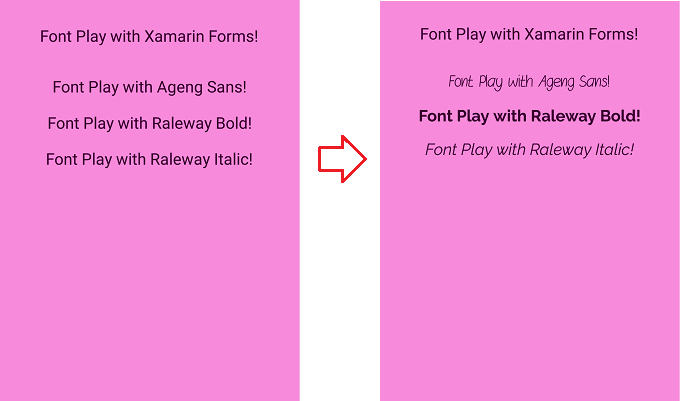 Font Play with Xamarin Forms!
Font Play with Ageng Sans!
Font Play with Raleway Bold!
Font Play with Raleway Italic!
Font Play with Xamarin Forms!
Font Play with Ageng Sans!
Font Play with Raleway Bold!
Font Play with Raleway Italic!